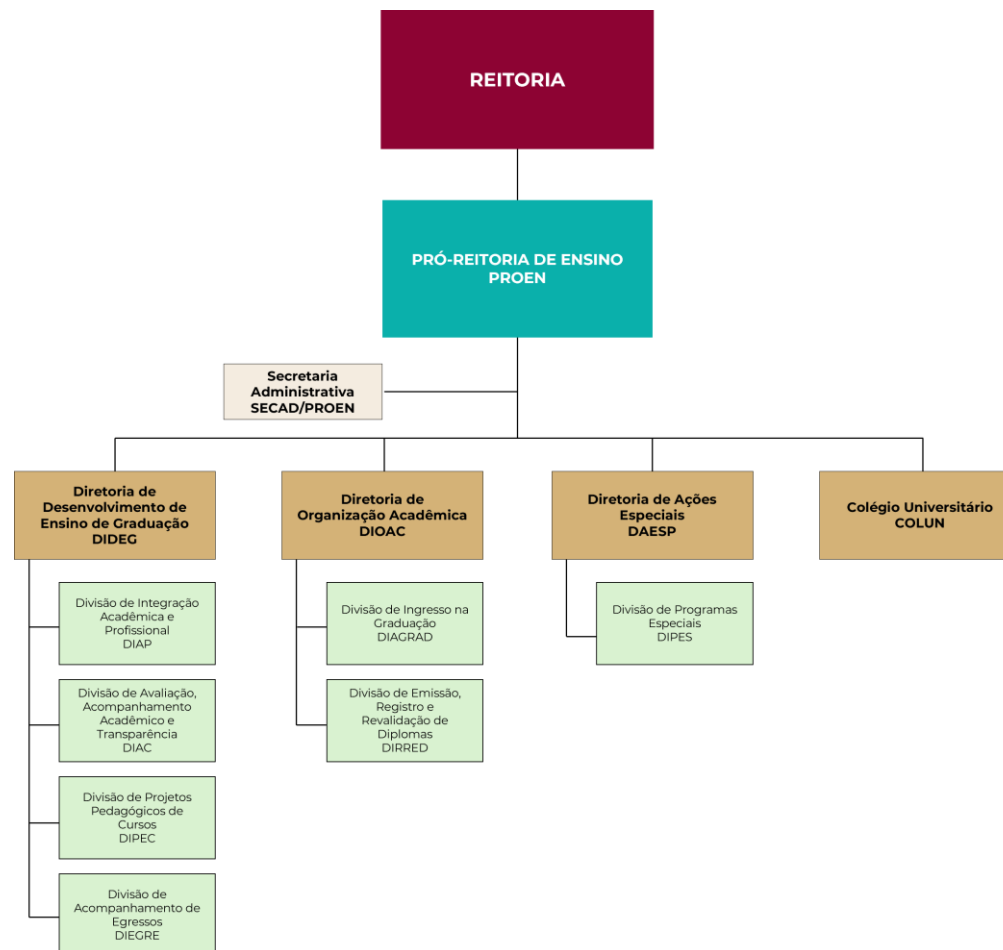 REITORIA
PRÓ-REITORIA DE ENSINO
PROEN
Secretaria
Administrativa
SECAD/PROEN
Diretoria de
Desenvolvimento de
Ensino de Graduação
DIDEG
Diretoria de
Organização Acadêmica
DIOAC
Diretoria de Ações
Especiais
DAESP
Colégio Universitário
COLUN
Divisão de Integração
Acadêmica e
Profissional
DIAP
Divisão de Ingresso na
Graduação
DIAGRAD
Divisão de Programas
Especiais
DIPES
Divisão de Avaliação,
Acompanhamento
Acadêmico e
Transparência
DIAC
Divisão de Emissão,
Registro e
Revalidação de
Diplomas
DIRRED
Divisão de Projetos
Pedagógicos de
Cursos
DIPEC
Divisão de
Acompanhamento de
Egressos
DIEGRE